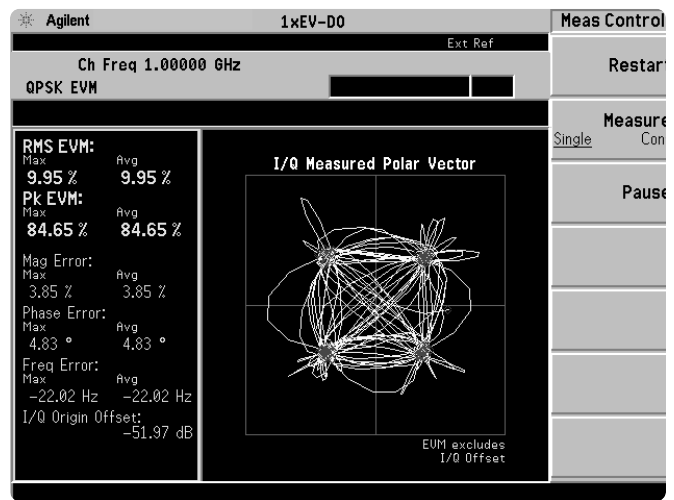 Agilent 1xEV-DO Meas Control
Ext Ref
Ch Freq 1.00000 GHz
QPSK EVM
Restar
Measure
Single Con
Pause
RMS EVM:
Max Avg
9.95 % 9.95 %
Pk EVM:
Max Avg
84.65 % 84.65 %
Mag Error:
Max Avg
3.85 % 3.85 %
Phase Error:
Max Avg
4.83 ° 4.83 °
Freq Error:
Max Avg
-22.02 Hz -22.02 Hz
I/Q Origin Offset:
-51.97 dB
I/Q Measured Polar Vector
EVM excludes
I/Q Offset